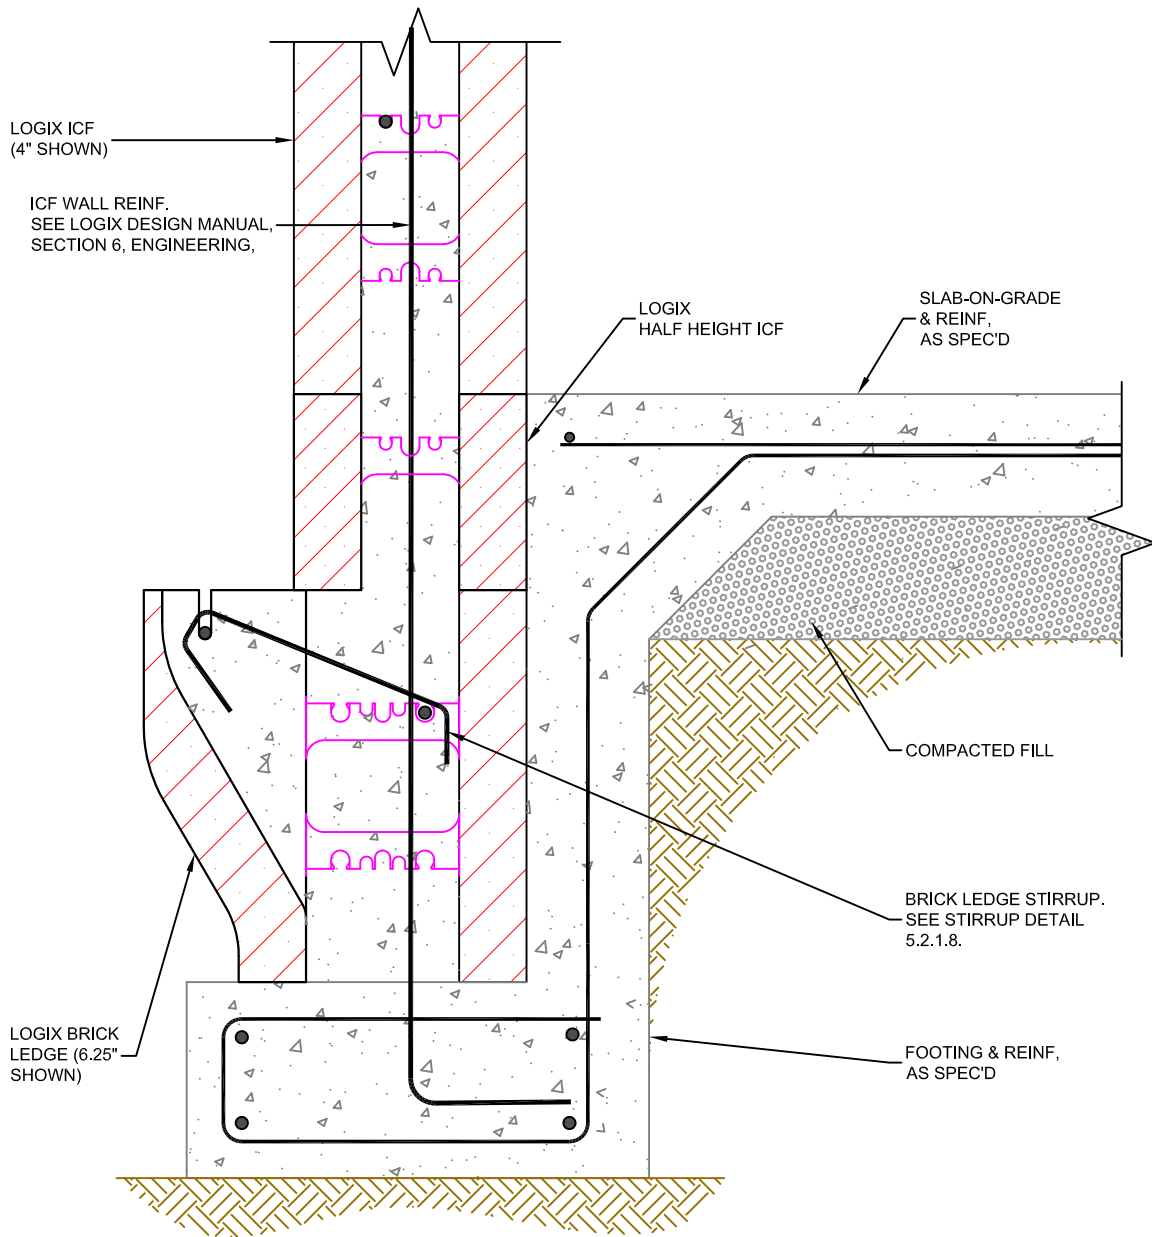 LOGIX ICF
(4" SHOWN)
ICF WALL REINF.
SEE LOGIX DESIGN MANUAL,
SECTION 6, ENGINEERING,
LOGIX
HALF HEIGHT ICF
SLAB-ON-GRADE
& REINF,
AS SPEC'D
COMPACTED FILL
BRICK LEDGE STIRRUP.
SEE STIRRUP DETAIL
5.2.1.8.
LOGIX BRICK
LEDGE (6.25"
SHOWN)
FOOTING & REINF,
AS SPEC'D